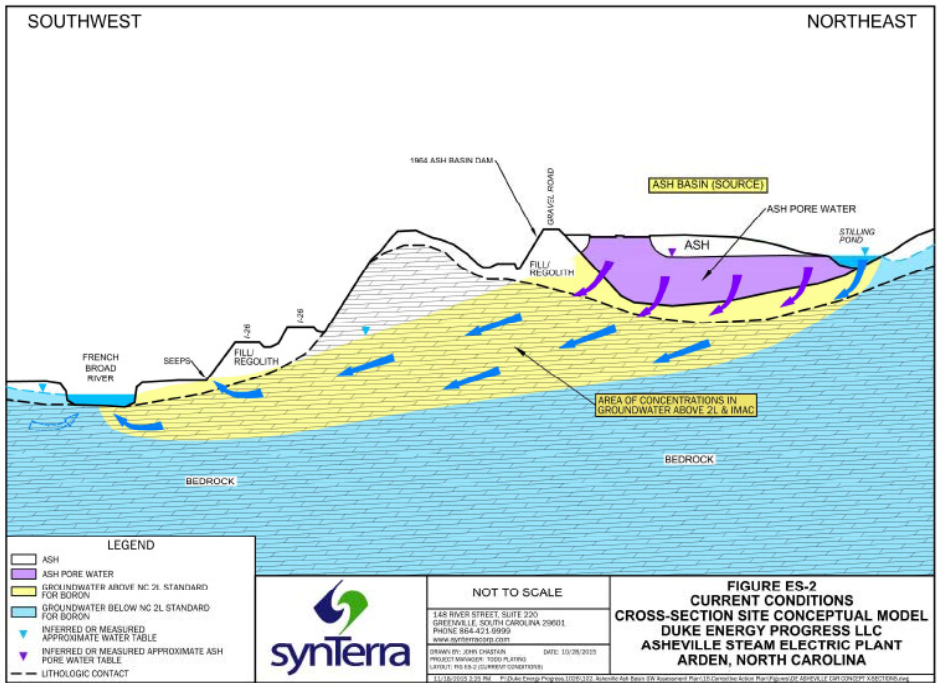 SOUTHWEST
NORTHEAST
1964 ASH BASIN DAM
GRAVEL ROAD
ASH BASIN (SOURCE)
ASH PORE WATER
STILLING
POND
ASH
FILL/
REGOLITH
I-26
I-26
FILL/
REGOLITH
SEEPS
FRENCH
BROAD
RIVER
AREA OF CONCENTRATIONS IN
GROUNDWATER ABOVE 2L & IMAC
BEDROCK
BEDROCK
LEGEND
ASH
ASH PORE WATER
GROUNDWATER ABOVE NC 2L STANDARD
FOR BORON
GROUNDWATER BELOW NC 2L STANDARD
FOR BORON
INFERRED OR MEASURED
APPROXIMATE WATER TABLE
INFERRED OR MEASURED APPROXIMATE ASH
PORE WATER TABLE
LITHOLOGIC CONTACT
synTerra
NOT TO SCALE
148 RIVER STREET, SUITE 220
GREENVILLE, SOUTH CAROLINA 29601
PHONE 864-421-9999
www.synterracorp.com
DRAWN BY: JOHN CHASTAIN DATE: 10/28/2015
PROJECT MANAGER: TODD PLATING
LAYOUT: FIG ES-2 (CURRENT CONDITIONS)
FIGURE ES-2
CURRENT CONDITIONS
CROSS-SECTION SITE CONCEPTUAL MODEL
DUKE ENERGY PROGRESS LLC
ASHEVILLE STEAM ELECTRIC PLANT
ARDEN, NORTH CAROLINA